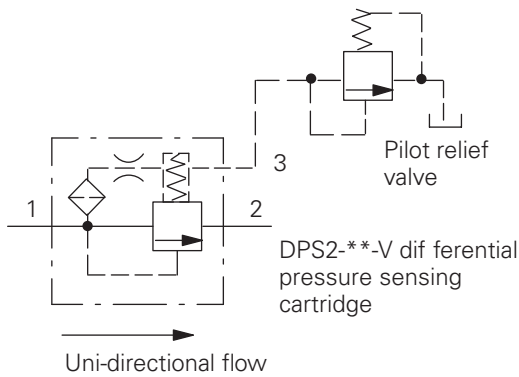 3
Pilot relief
valve
1
2
DPS2-**-V dif ferential
pressure sensing
cartridge
Uni-directional flow